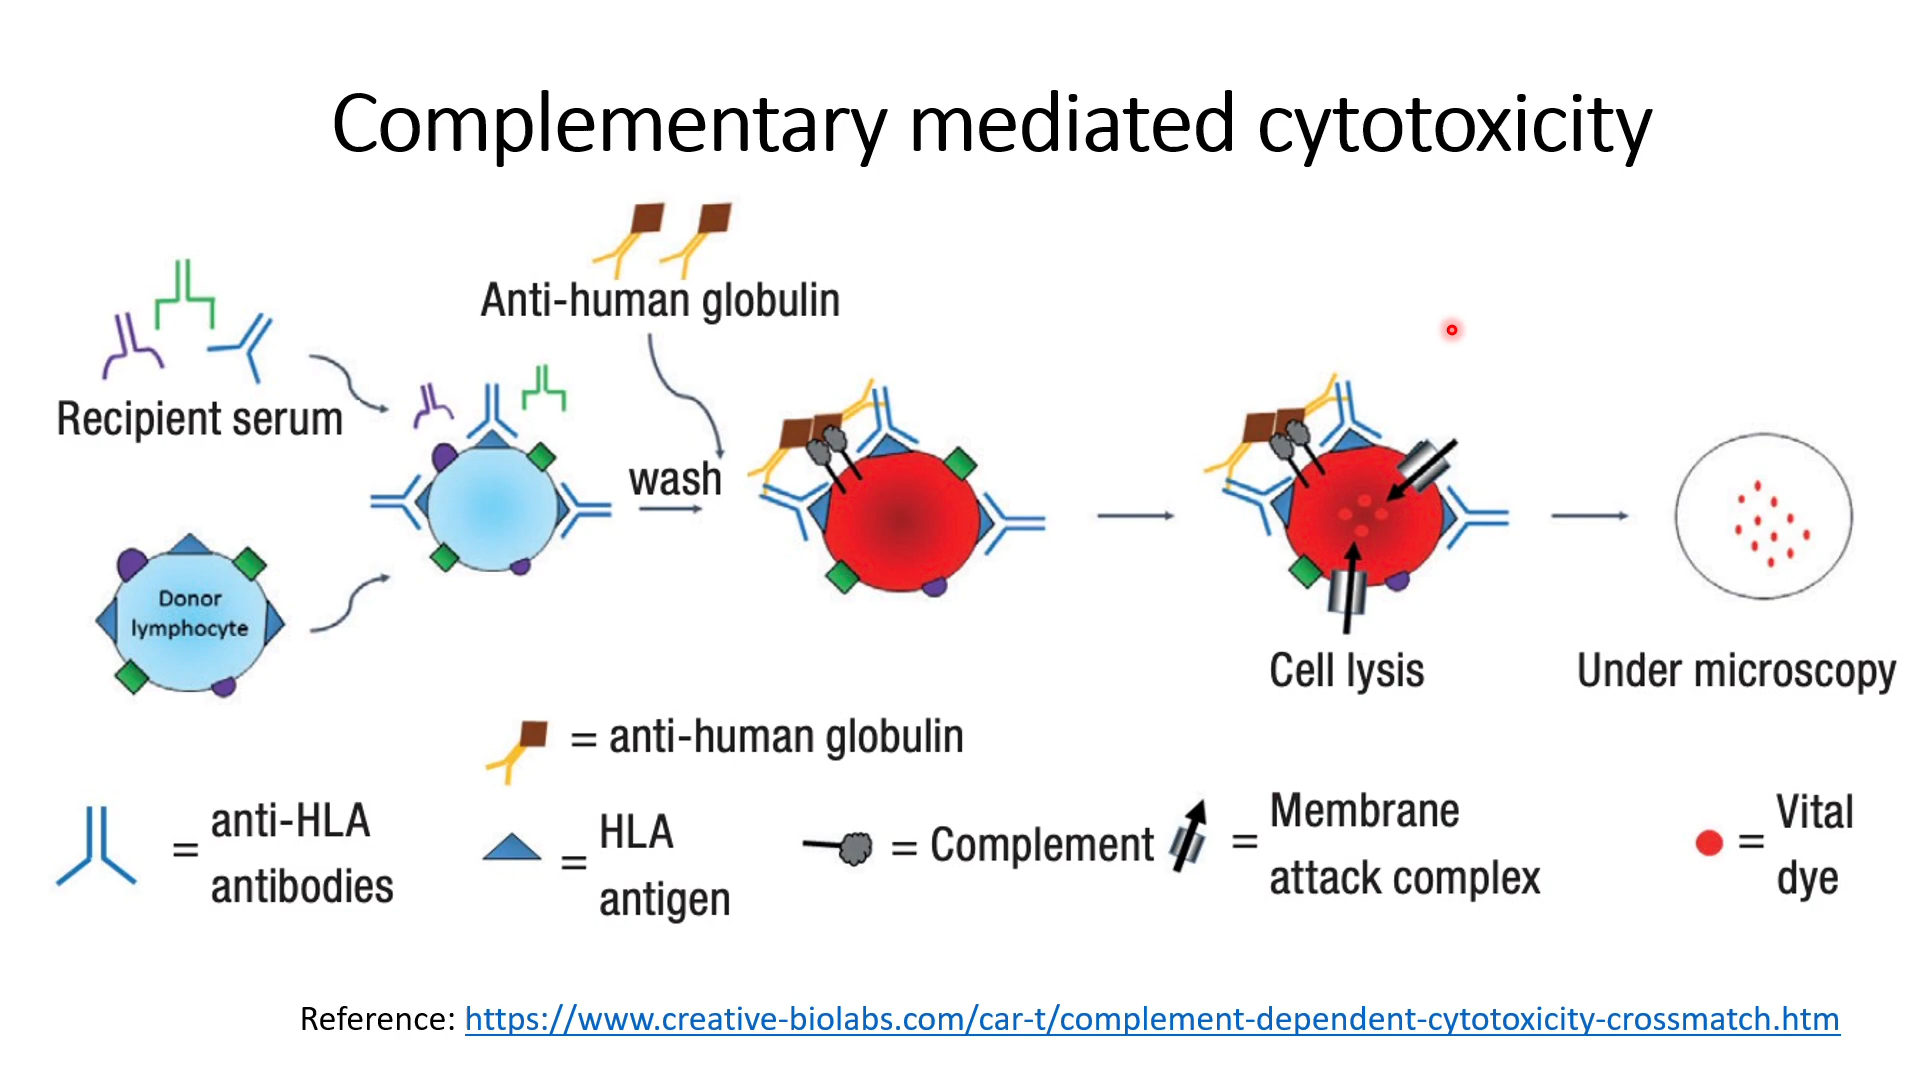 Complementary mediated cytotoxicity
Anti-human globulin
Recipient serum
wash
Donor
lymphocyte
Cell lysis
Under microscopy
= anti-human globulin
= anti-HLA
antibodies
= HLA
antigen
= Complement
= Membrane
attack complex
= Vital
dye
Reference: https://www.creative-biolabs.com/car-t/complement-dependent-cytotoxicity-crossmatch.htm